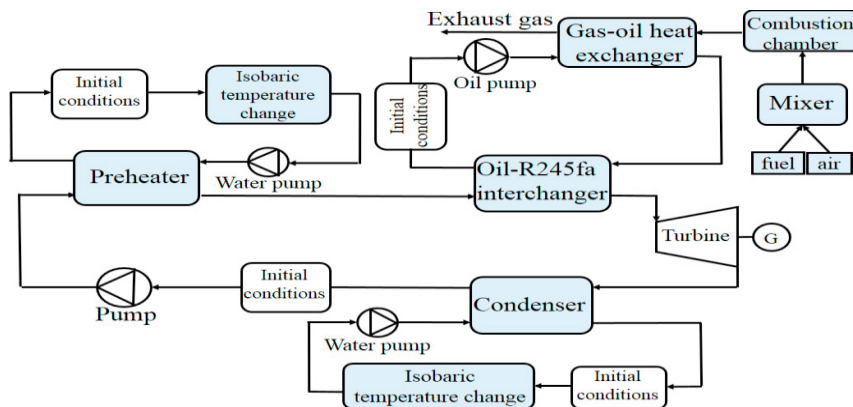 Exhaust gas
Gas-oil heat
exchanger
Combustion
chamber
Oil pump
Initial
conditions
Isobaric
temperature
change
Initial
conditions
Mixer
fuel
air
Preheater
Water pump
Oil-R245fa
interchanger
Turbine
G
Pump
Initial
conditions
Condenser
Water pump
Isobaric
temperature change
Initial
conditions